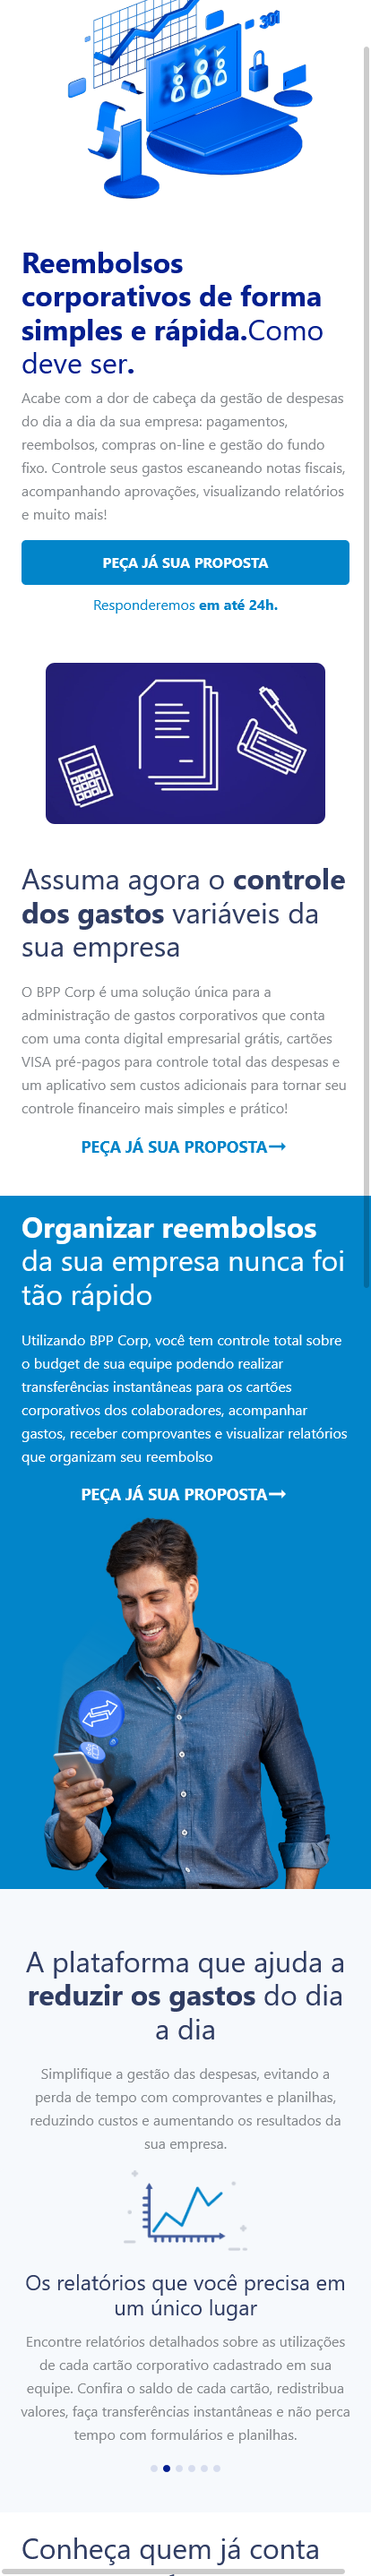 Reembolsos
corporativos de forma
simples e rápida.Como
deve ser.
Acabe com a dor de cabeça da gestão de despesas
do dia a dia da sua empresa: pagamentos,
reembolsos, compras on-line e gestão do fundo
fixo. Controle seus gastos escaneando notas fiscais,
acompanhando aprovações, visualizando relatórios
e muito mais!
PEÇA JÁ SUA PROPOSTA
Responderemos em até 24h.
Assuma agora o controle
dos gastos variáveis da
sua empresa
O BPP Corp é uma solução única para a
administração de gastos corporativos que conta
com uma conta digital empresarial grátis, cartões
VISA pré-pagos para controle total das despesas e
um aplicativo sem custos adicionais para tornar seu
controle financeiro mais simples e prático!
PEÇA JÁ SUA PROPOSTA
Organizar reembolsos
da sua empresa nunca foi
tão rápido
Utilizando BPP Corp, você tem controle total sobre
o budget de sua equipe podendo realizar
transferências instantâneas para os cartões
corporativos dos colaboradores, acompanhar
gastos, receber comprovantes e visualizar relatórios
que organizam seu reembolso
PEÇA JÁ SUA PROPOSTA
A plataforma que ajuda a
reduzir os gastos do dia
a dia
Simplifique a gestão das despesas, evitando a
perda de tempo com comprovantes e planilhas,
reduzindo custos e aumentando os resultados da
sua empresa.
Os relatórios que você precisa em
um único lugar
Encontre relatórios detalhados sobre as utilizações
de cada cartão corporativo cadastrado em sua
equipe. Confira o saldo de cada cartão, redistribua
valores, faça transferências instantâneas e não perca
tempo com formulários e planilhas.
Conheça quem já conta